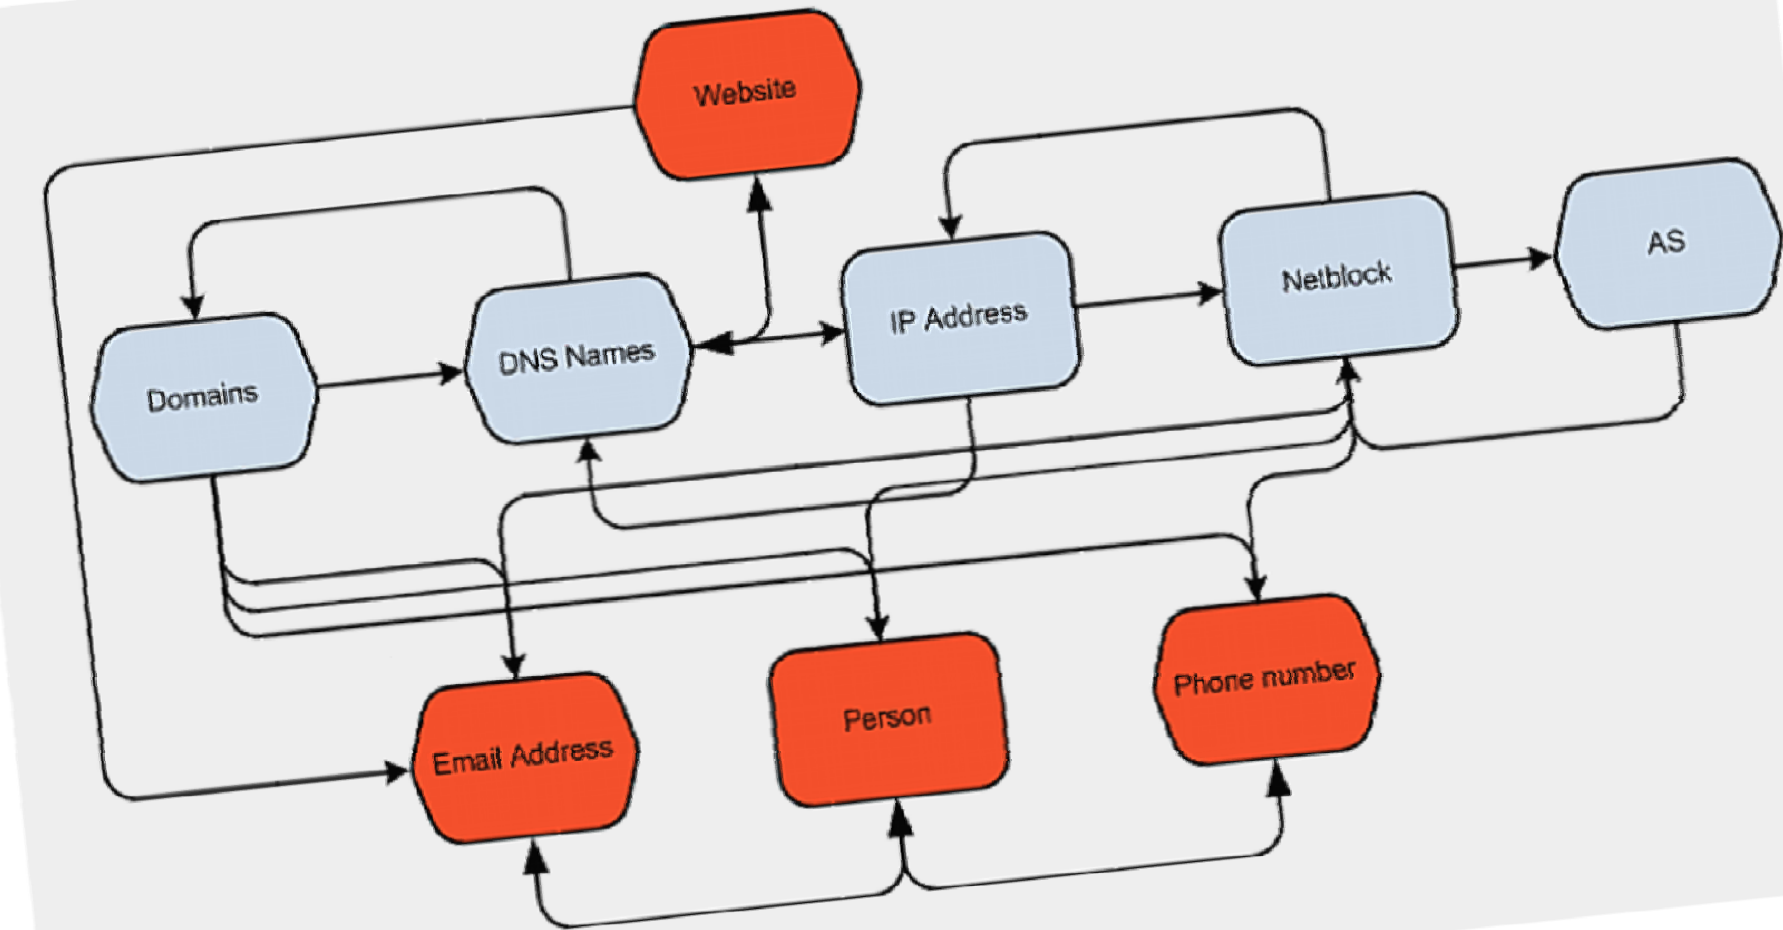 Website
AS
Netblock
IP Address
DNS Names
Domains
Phone number
Person
Email Address